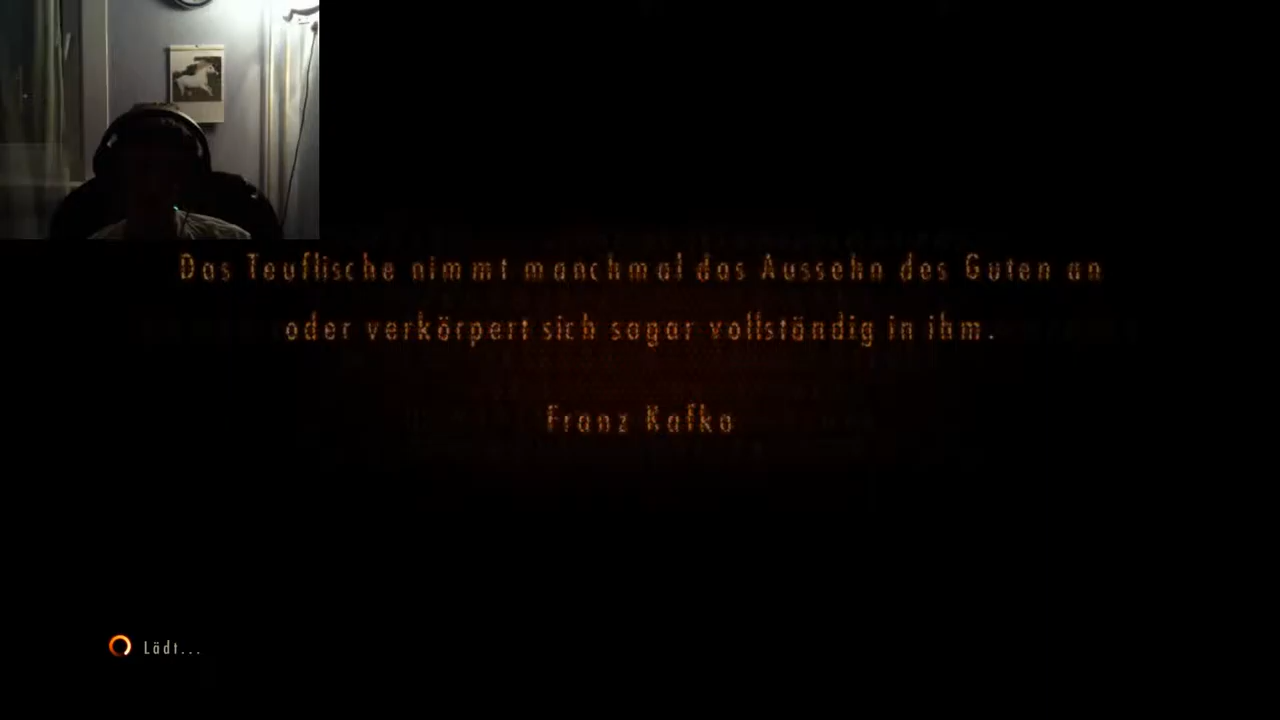 Das Teuflische nimmt manchmal das Aussehn des Guten an
oder verkörpert sich sogar vollständig in ihm.
Franz Kafka
Lädt...